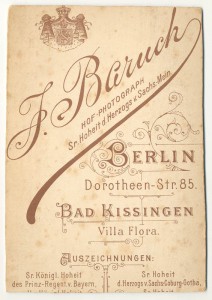 J. Baruch
HOF-PHOTOGRAPH
Sr. Hoheit d. Herzogs v. Sachs. Mein.
BERLIN
Dorotheen-Str. 85.
BAD KISSINGEN
Villa Flora.
AUSZEICHNUNGEN:
Sr. Königl. Hoheit
des Prinz-Regent v. Bayern,
Sr. Hoheit
d. Herzogs v. Sachs. Coburg-Gotha,